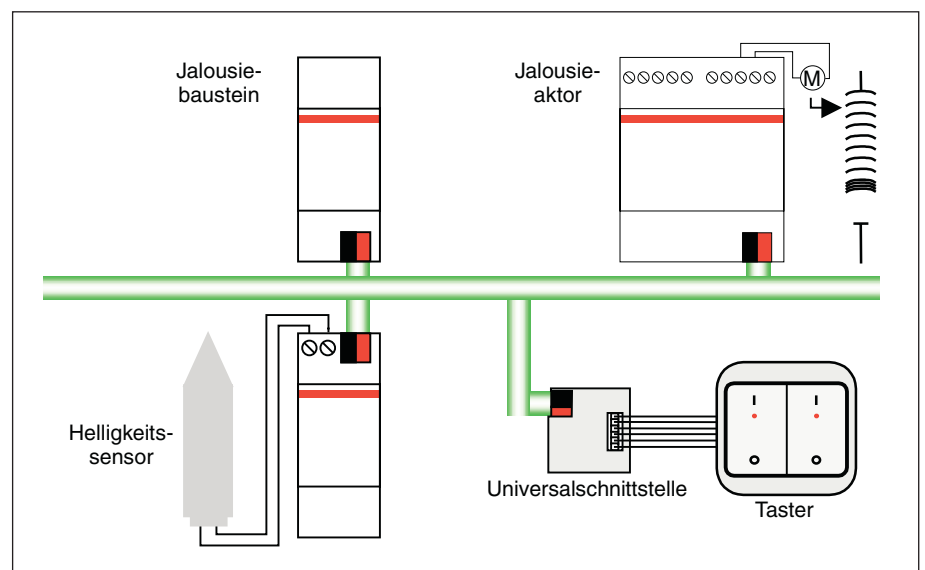 Jalousie-
baustein
Jalousie-
aktor
M
Helligkeits-
sensor
Universalschnittstelle
I
I
Taster